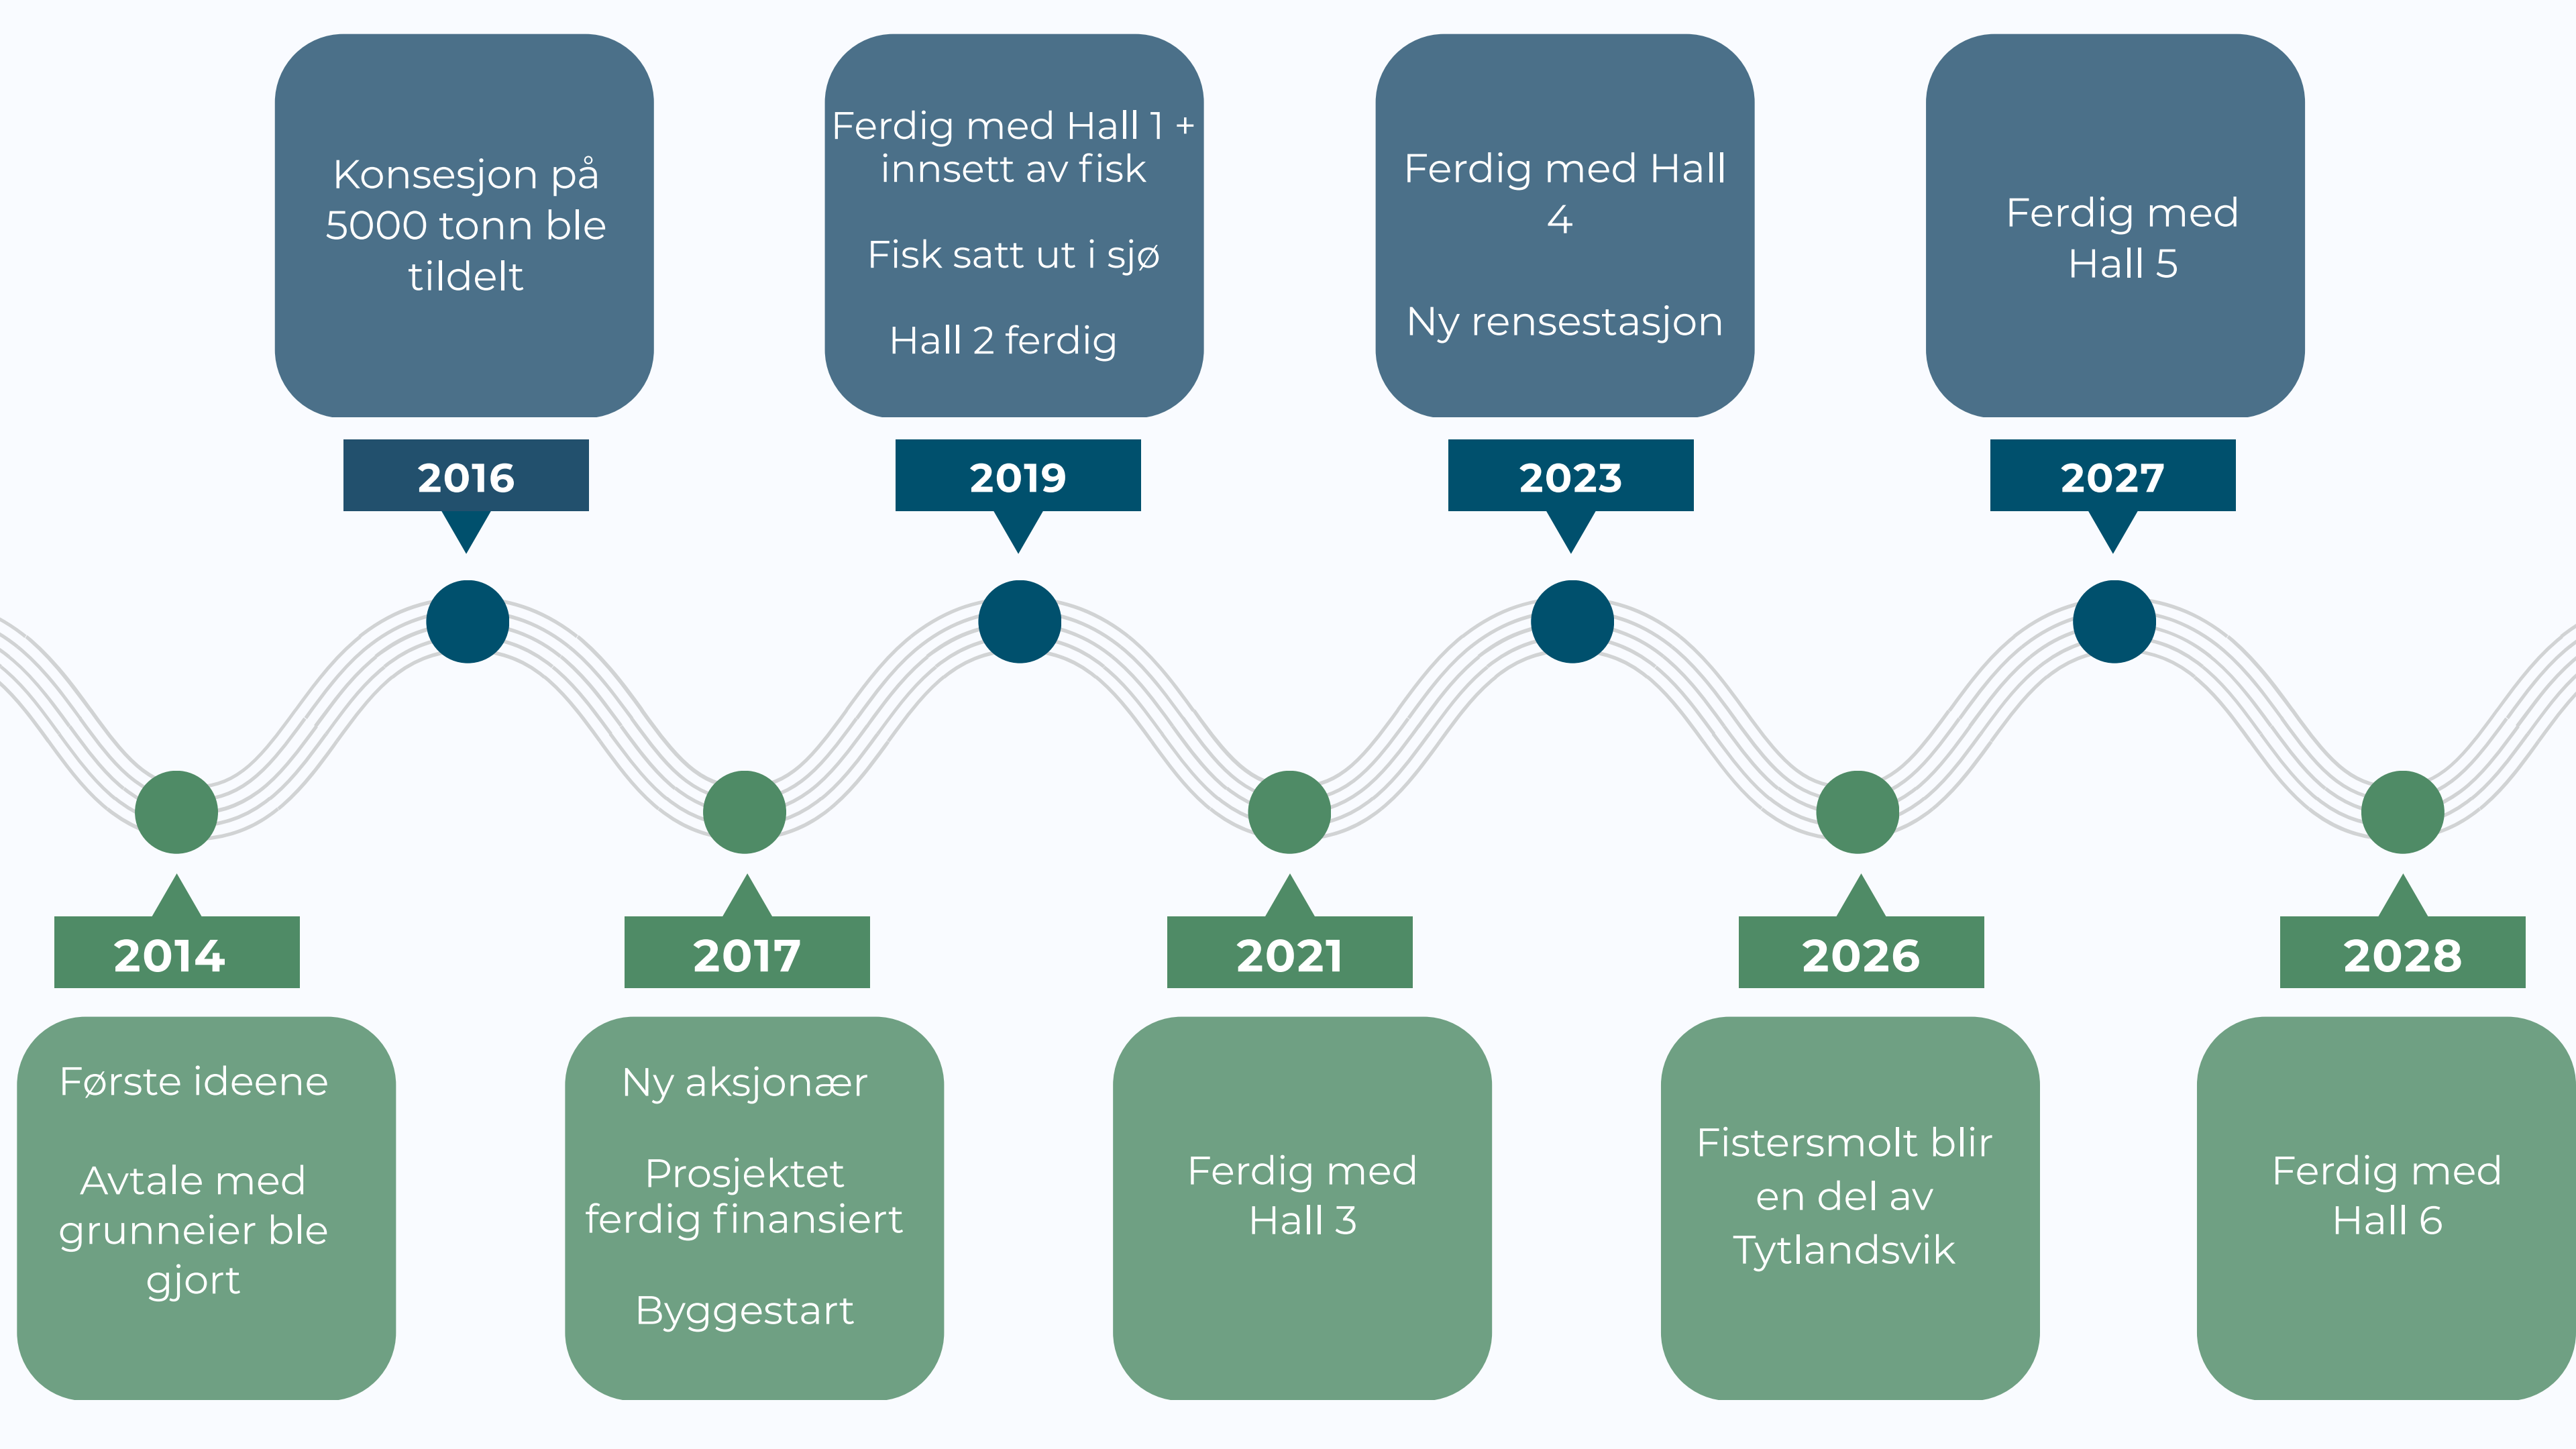 Konsesjon på
5000 tonn ble
tildelt
2016
Ferdig med Hall 1 +
innsett av fisk
Fisk satt ut i sjø
Hall 2 ferdig
2019
Ferdig med Hall
4
Ny rensestasjon
2023
Ferdig med
Hall 5
2027
2014
Første ideene
Avtale med
grunneier ble
gjort
2017
Ny aksjonær
Prosjektet
ferdig finansiert
Byggestart
2021
Ferdig med
Hall 3
2026
Fistersmolt blir
en del av
Tytlandsvik
2028
Ferdig med
Hall 6